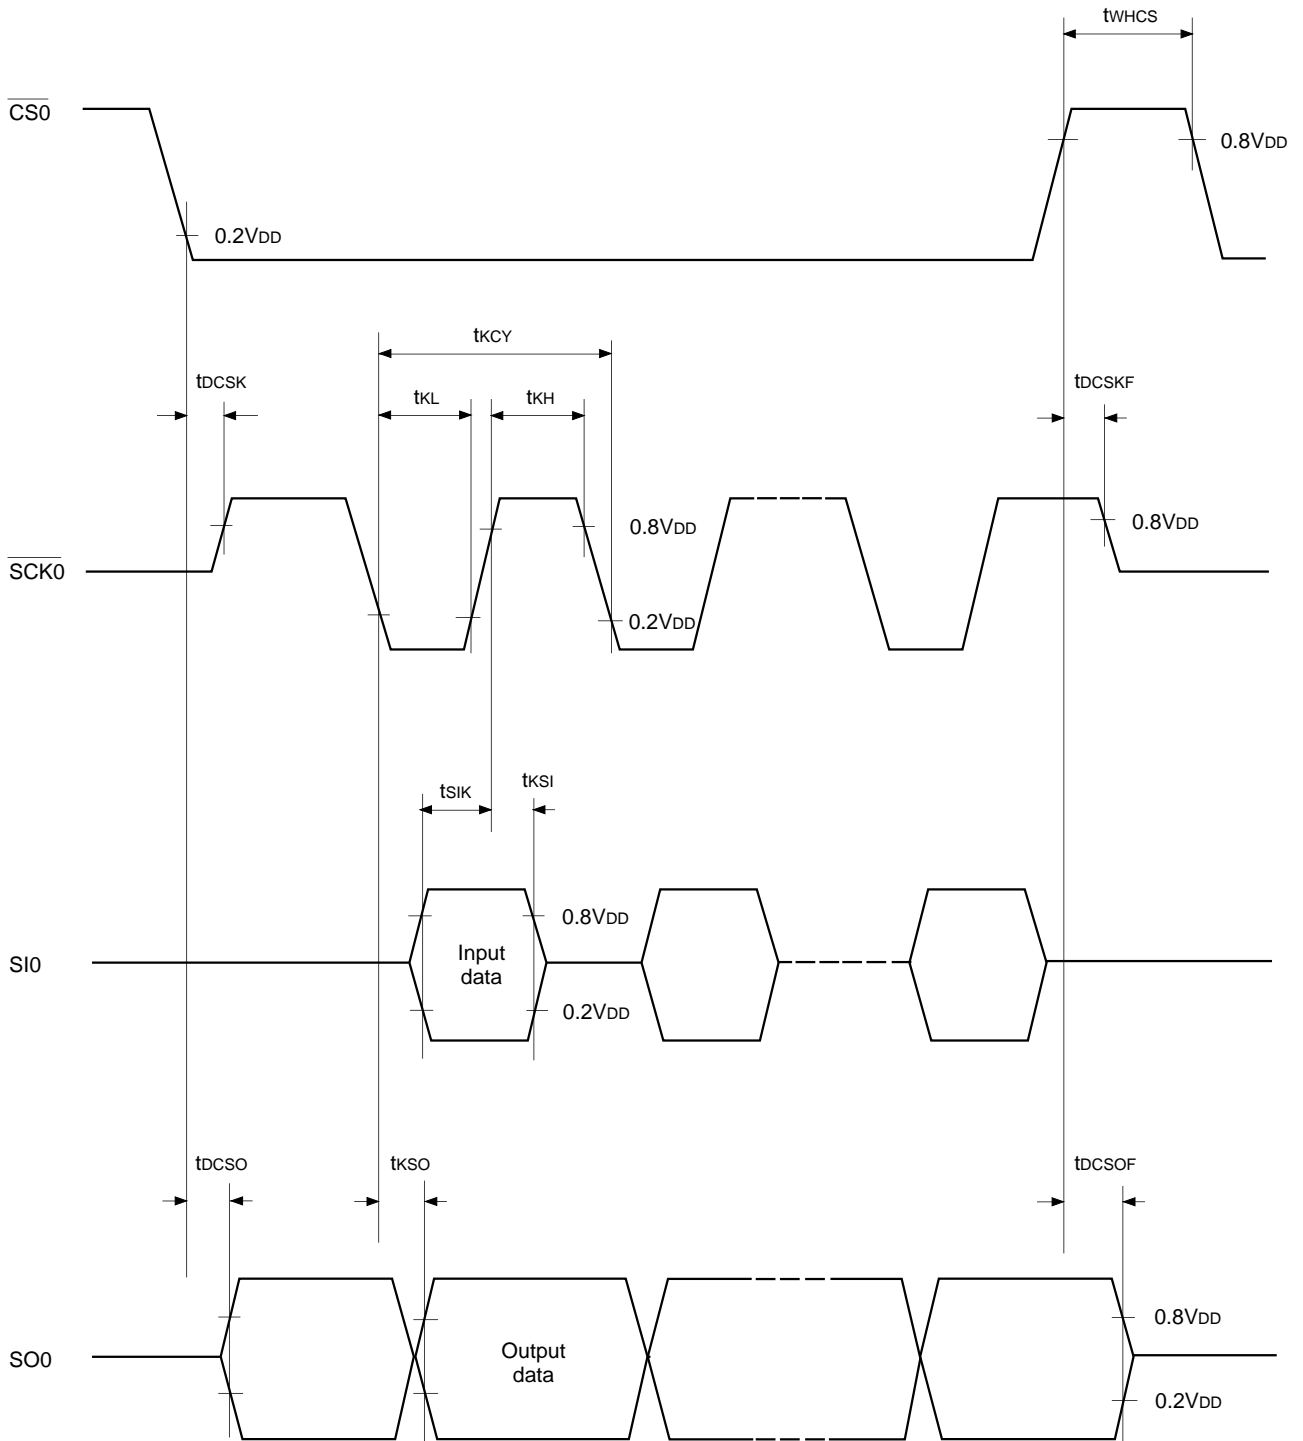 tWHCS
CS0
0.8VDD
0.2VDD
tKCY
tDCSK
tKL
tKH
tDCSKF
0.8VDD
0.8VDD
SCK0
0.2VDD
tSIK
tKSI
0.8VDD
Input
data
SI0
0.2VDD
tDCSO
tKSO
tDCSOF
0.8VDD
Output
data
SO0
0.2VDD